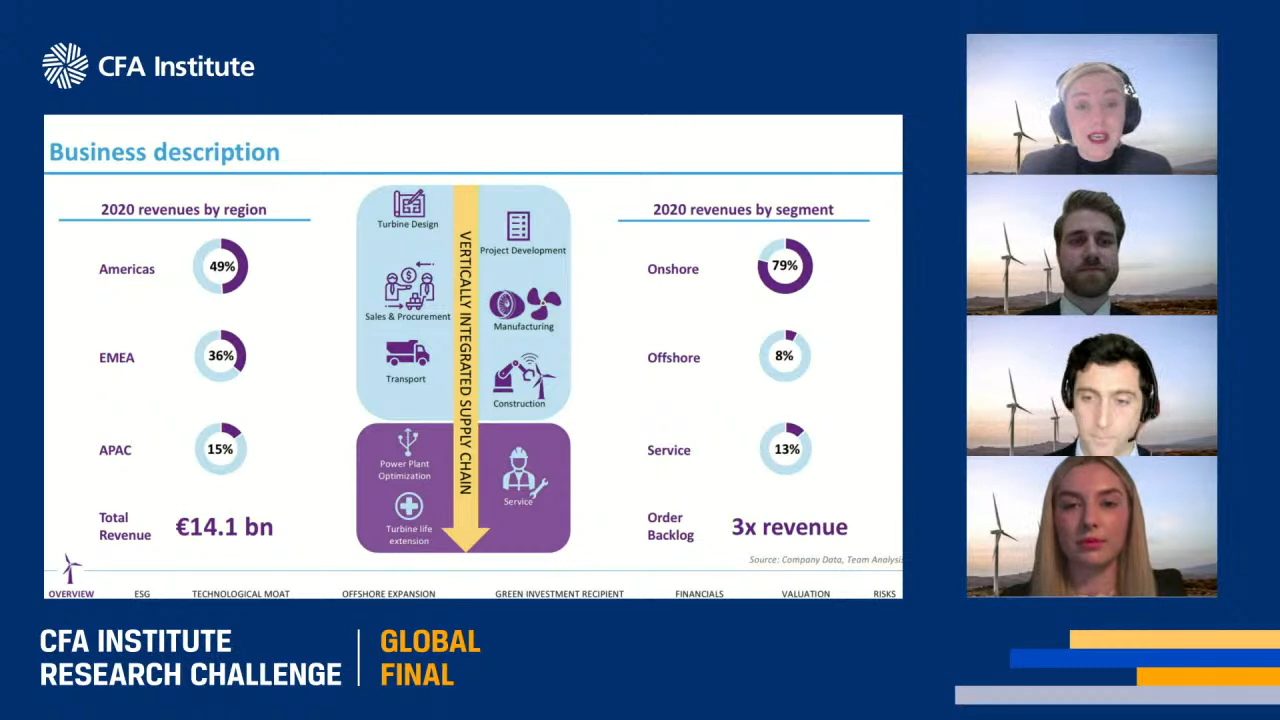 CFA Institute
Business description
2020 revenues by region
Americas
49%
EMEA
36%
APAC
15%
Total
Revenue
€14.1 bn
Turbine Design
Project Development
Sales & Procurement
Manufacturing
Transport
Construction
VERTICALLY INTEGRATED SUPPLY CHAIN
Power Plant
Optimization
Service
Turbine life
extension
2020 revenues by segment
Onshore
79%
Offshore
8%
Service
13%
Order
Backlog
3x revenue
Source: Company Data, Team Analysis
OVERVIEW
ESG
TECHNOLOGICAL MOAT
OFFSHORE EXPANSION
GREEN INVESTMENT RECIPIENT
FINANCIALS
VALUATION
RISKS
CFA INSTITUTE
RESEARCH CHALLENGE
GLOBAL
FINAL